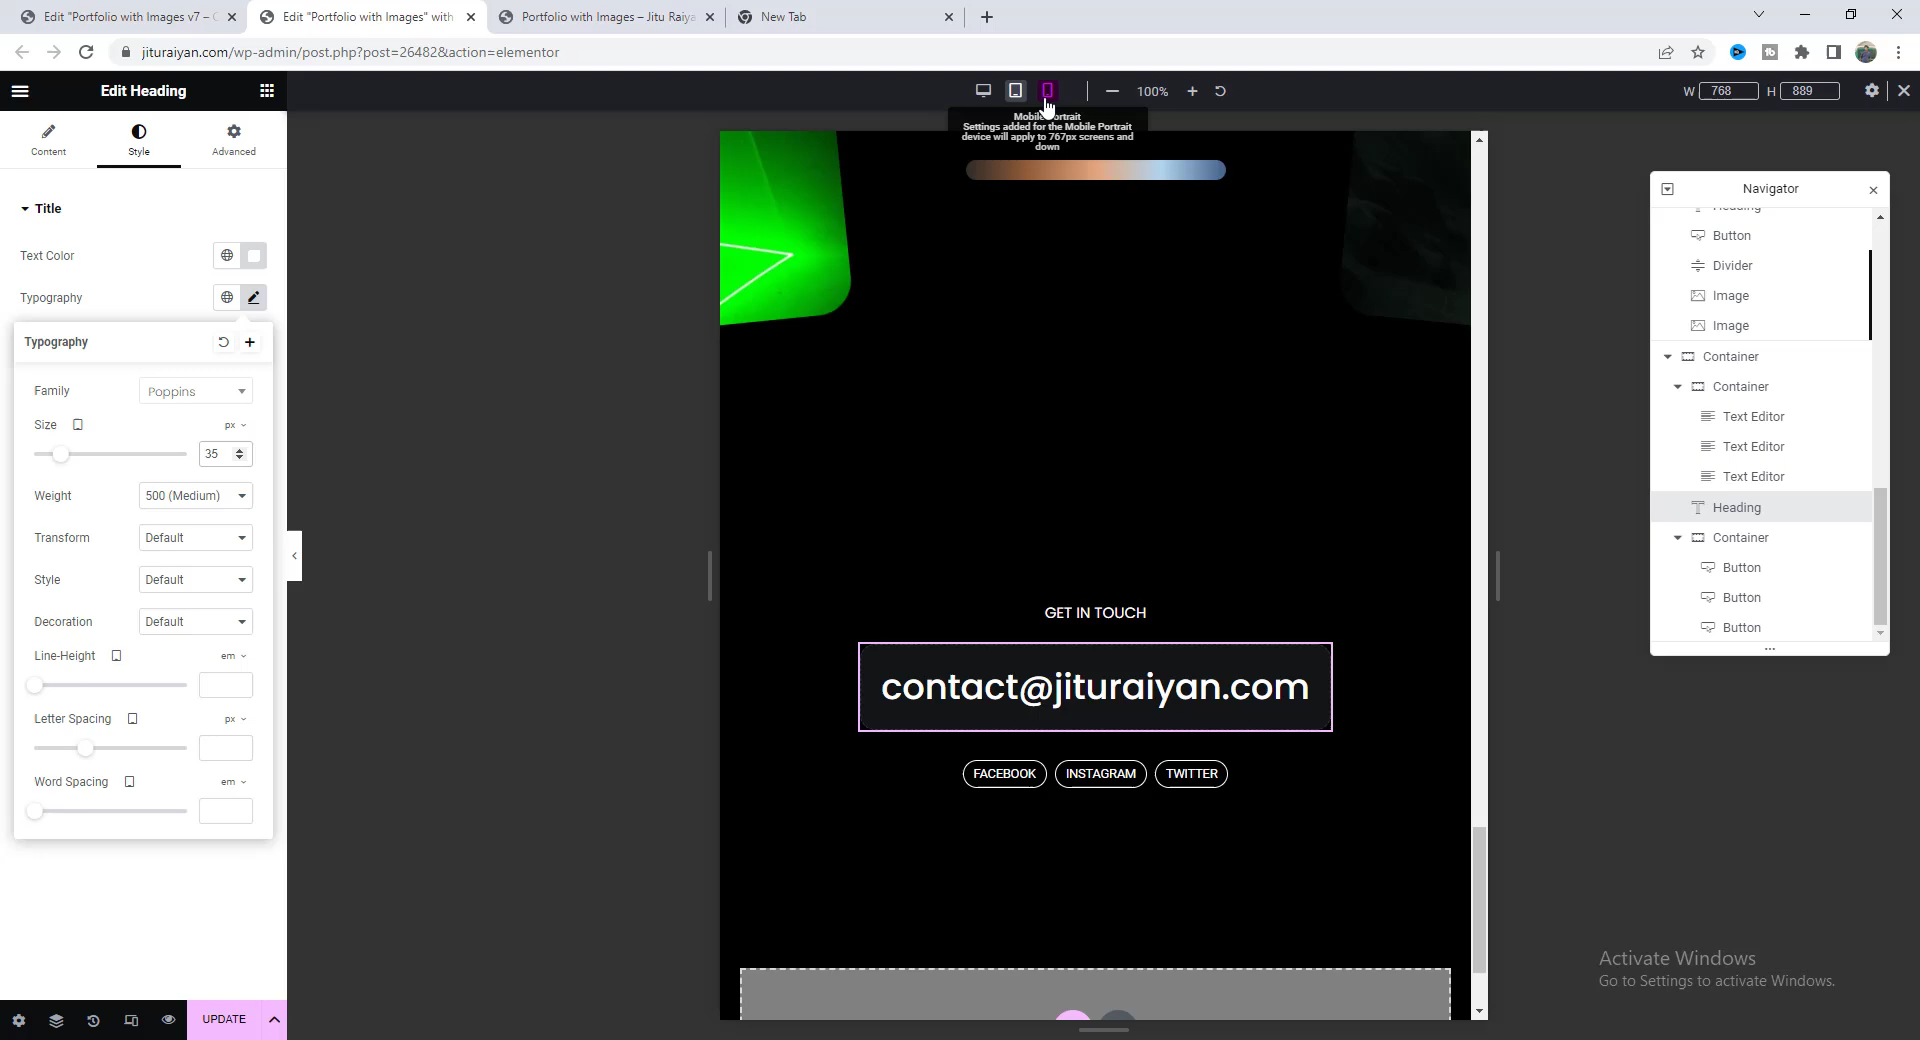 Edit "Portfolio with Images v7 – C
Edit "Portfolio with Images" with
Portfolio with Images – Jitu Raiya
New Tab
jituraiyan.com/wp-admin/post.php?post=26482&action=elementor
Edit Heading
100%
W 768 H 889
Mobile Portrait
Settings added for the Mobile Portrait
device will apply to 767px screens and
down
Content
Style
Advanced
Title
Text Color
Typography
Typography
Family
Poppins
Size
px
35
Weight
500 (Medium)
Transform
Default
Style
Default
Decoration
Default
Line-Height
em
Letter Spacing
px
Word Spacing
em
UPDATE
GET IN TOUCH
contact@jituraiyan.com
FACEBOOK
INSTAGRAM
TWITTER
Navigator
Heading
Button
Divider
Image
Image
Container
Container
Text Editor
Text Editor
Text Editor
Heading
Container
Button
Button
Button
Activate Windows
Go to Settings to activate Windows.